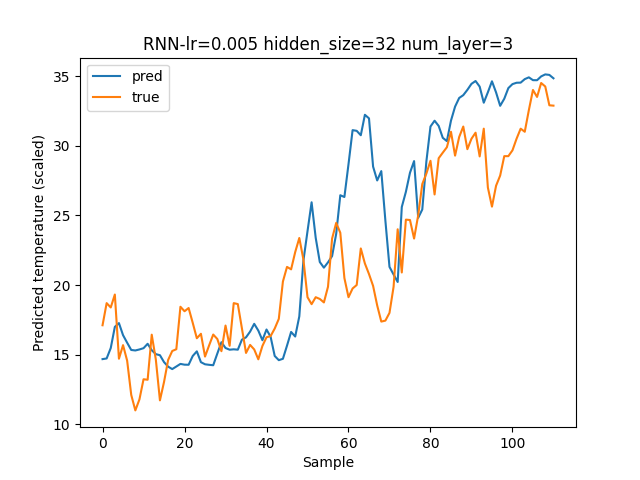 RNN-lr=0.005 hidden_size=32 num_layer=3
pred
true
Predicted temperature (scaled)
35
30
25
20
15
10
0 20 40 60 80 100
Sample